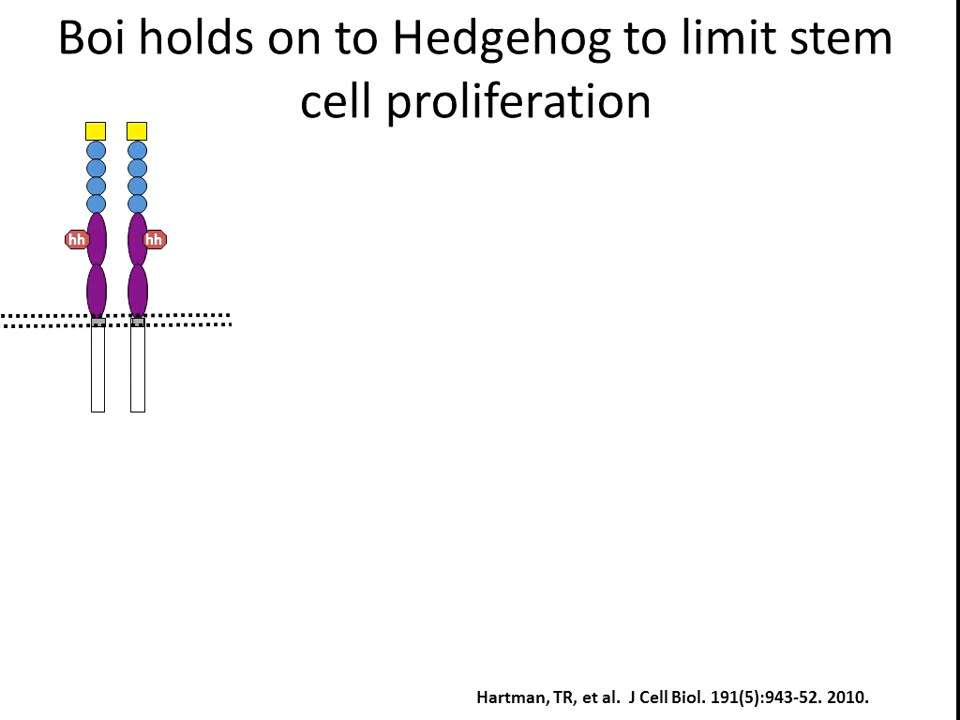 Boi holds on to Hedgehog to limit stem
cell proliferation
hh hh
Hartman, TR, et al.  J Cell Biol. 191(5):943-52. 2010.